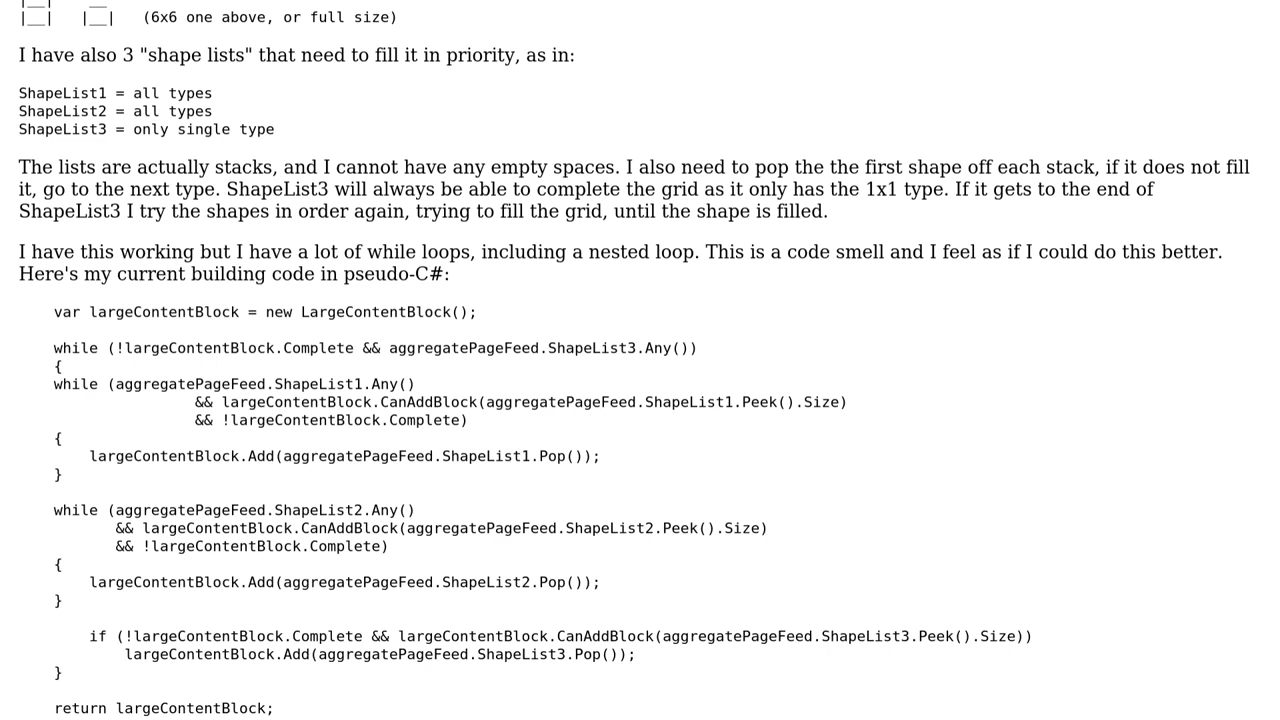 |__|   |__|   (6x6 one above, or full size)
I have also 3 "shape lists" that need to fill it in priority, as in:
ShapeList1 = all types
ShapeList2 = all types
ShapeList3 = only single type
The lists are actually stacks, and I cannot have any empty spaces. I also need to pop the the first shape off each stack, if it does not fill
it, go to the next type. ShapeList3 will always be able to complete the grid as it only has the 1x1 type. If it gets to the end of
ShapeList3 I try the shapes in order again, trying to fill the grid, until the shape is filled.
I have this working but I have a lot of while loops, including a nested loop. This is a code smell and I feel as if I could do this better.
Here's my current building code in pseudo-C#:
var largeContentBlock = new LargeContentBlock();
while (!largeContentBlock.Complete && aggregatePageFeed.ShapeList3.Any())
{
while (aggregatePageFeed.ShapeList1.Any()
&& largeContentBlock.CanAddBlock(aggregatePageFeed.ShapeList1.Peek().Size)
&& !largeContentBlock.Complete)
{
largeContentBlock.Add(aggregatePageFeed.ShapeList1.Pop());
}
while (aggregatePageFeed.ShapeList2.Any()
&& largeContentBlock.CanAddBlock(aggregatePageFeed.ShapeList2.Peek().Size)
&& !largeContentBlock.Complete)
{
largeContentBlock.Add(aggregatePageFeed.ShapeList2.Pop());
}
if (!largeContentBlock.Complete && largeContentBlock.CanAddBlock(aggregatePageFeed.ShapeList3.Peek().Size))
largeContentBlock.Add(aggregatePageFeed.ShapeList3.Pop());
}
return largeContentBlock;